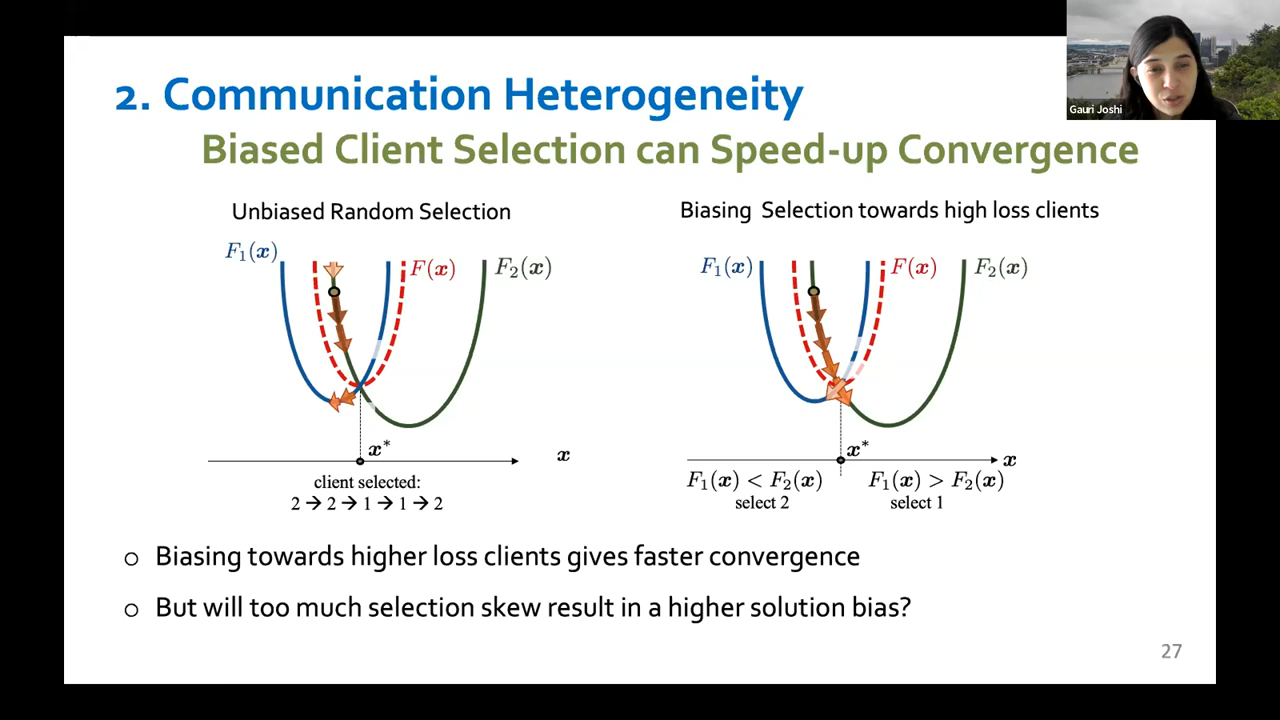 2. Communication Heterogeneity
Gauri Joshi
Biased Client Selection can Speed-up Convergence
Unbiased Random Selection
Biasing Selection towards high loss clients
F₁(x)
F(x)
F₂(x)
F₁(x)
F(x)
F₂(x)
x*
x
x*
x
client selected:
2 → 2 → 1 → 1 → 2
F₁(x) < F₂(x)
select 2
F₁(x) > F₂(x)
select 1
o Biasing towards higher loss clients gives faster convergence
o But will too much selection skew result in a higher solution bias?
27